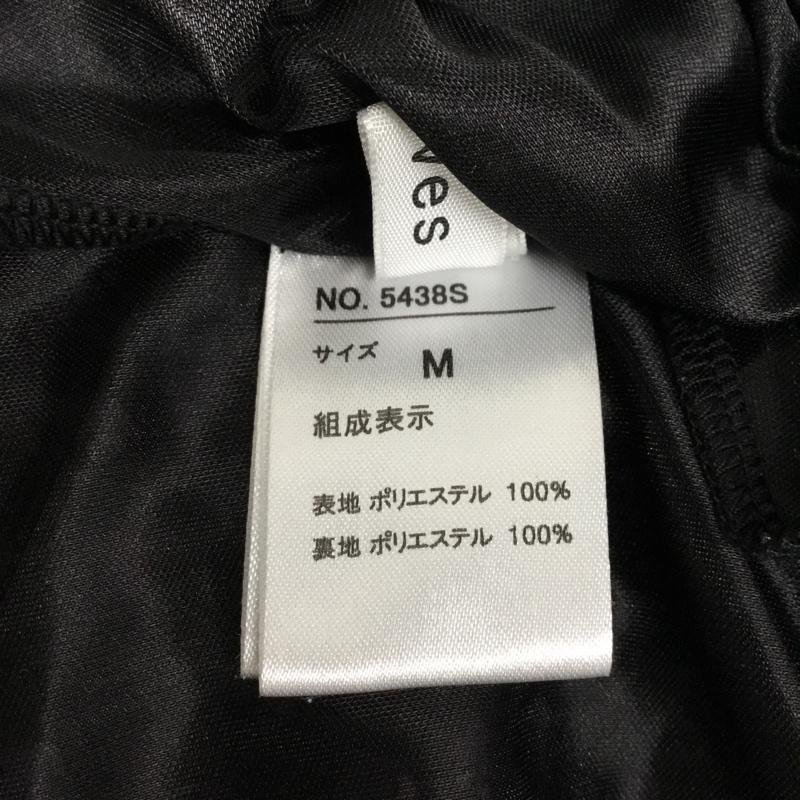 ves
NO. 5438S
サイズ M
組成表示
表地 ポリエステル 100%
裏地 ポリエステル 100%